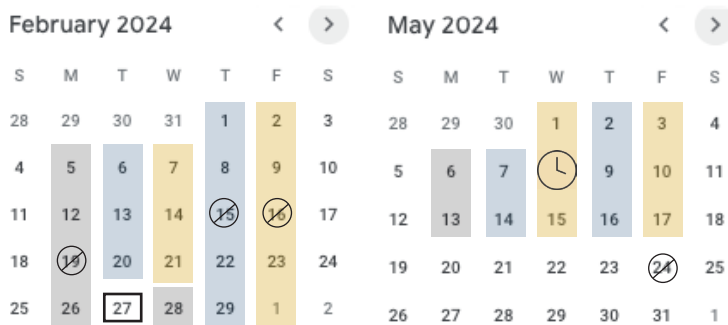 February 2024
S M T W T F S
28 29 30 31 1 2 3
4 5 6 7 8 9 10
11 12 13 14 15 16 17
18 19 20 21 22 23 24
25 26 27 28 29 1 2
May 2024
S M T W T F S
28 29 30 1 2 3 4
5 6 7 9 10 11
12 13 14 15 16 17 18
19 20 21 22 23 24 25
26 27 28 29 30 31 1